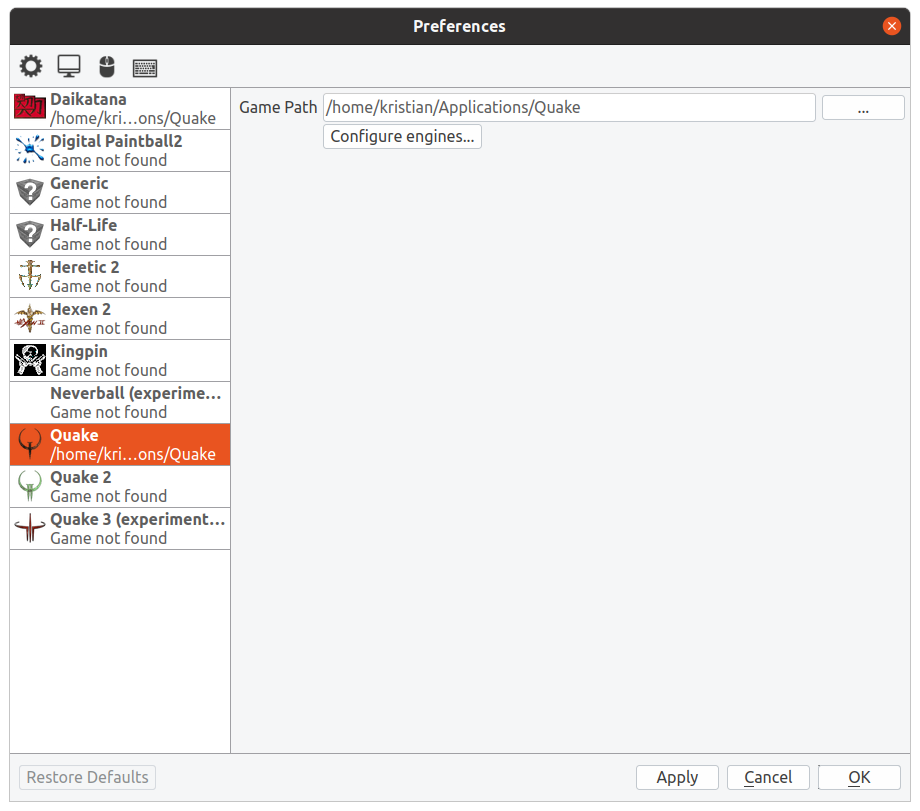 Preferences
Daikatana
/home/kri...ons/Quake
Digital Paintball2
Game not found
Generic
Game not found
Half-Life
Game not found
Heretic 2
Game not found
Hexen 2
Game not found
Kingpin
Game not found
Neverball (experime...
Game not found
Quake
/home/kri...ons/Quake
Quake 2
Game not found
Quake 3 (experiment...
Game not found
Game Path /home/kristian/Applications/Quake ...
Configure engines...
Restore Defaults Apply Cancel OK